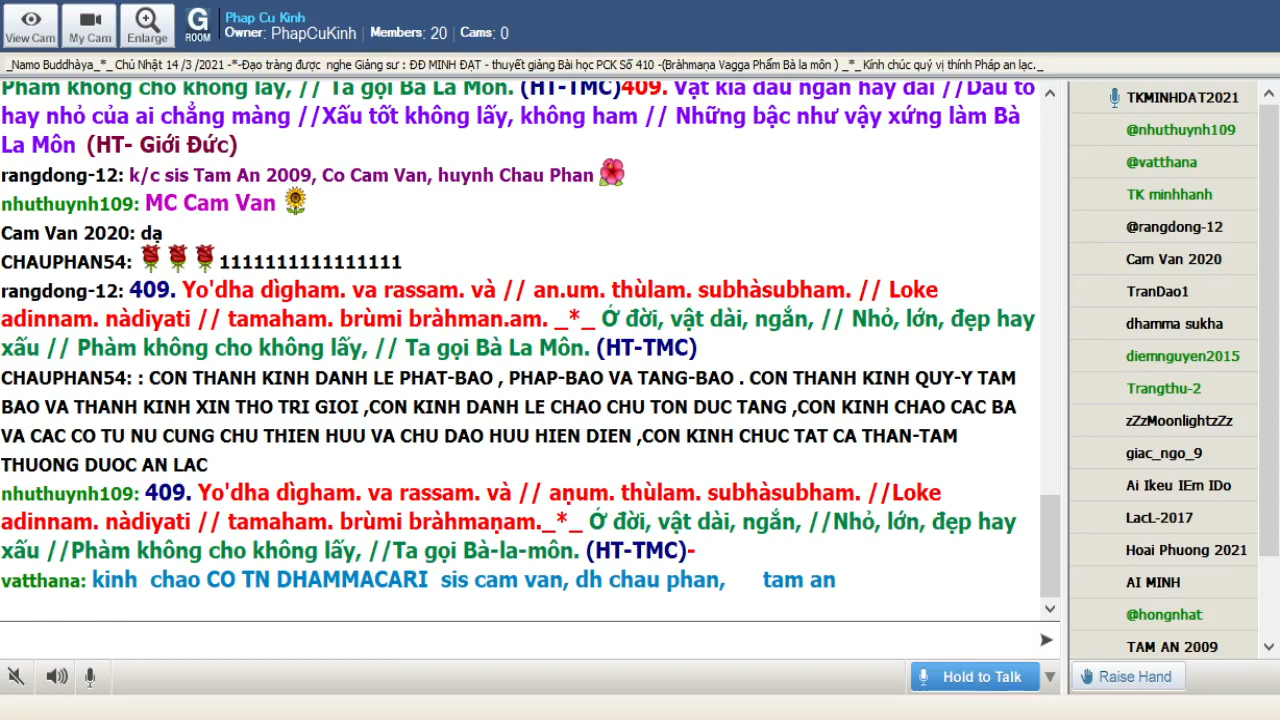 View Cam
My Cam
Enlarge
G
ROOM
Phap Cu Kinh
Owner: PhapCuKinh | Members: 20 | Cams: 0
_Namo Buddhàya_*_ Chủ Nhật 14 /3 /2021 -*-Đạo tràng được nghe Giảng sư : ĐĐ MINH ĐẠT - thuyết giảng Bài học PCK Số 410 -(Bràhmaṇa Vagga Phẩm Bà la môn ) _*_Kính chúc quý vị thính Pháp an lạc._
Phàm không cho không lấy, // Ta gọi Bà La Môn. (HT-TMC)409. Vật kia dầu ngắn hay dài //Dầu to
hay nhỏ của ai chẳng màng //Xấu tốt không lấy, không ham // Những bậc như vậy xứng làm Bà
La Môn (HT- Giới Đức)
rangdong-12: k/c sis Tam An 2009, Co Cam Van, huynh Chau Phan
nhuthuynh109: MC Cam Van
Cam Van 2020: dạ
CHAUPHAN54: 1111111111111111
rangdong-12: 409. Yo'dha dìgham. va rassam. và // an.um. thùlam. subhàsubham. // Loke
adinnam. nàdiyati // tamaham. brùmi bràhman.am. _*_ Ở đời, vật dài, ngắn, // Nhỏ, lớn, đẹp hay
xấu // Phàm không cho không lấy, // Ta gọi Bà La Môn. (HT-TMC)
CHAUPHAN54: : CON THANH KINH DANH LE PHAT-BAO , PHAP-BAO VA TANG-BAO . CON THANH KINH QUY-Y TAM
BAO VA THANH KINH XIN THO TRI GIOI ,CON KINH DANH LE CHAO CHU TON DUC TANG ,CON KINH CHAO CAC BA
VA CAC CO TU NU CUNG CHU THIEN HUU VA CHU DAO HUU HIEN DIEN ,CON KINH CHUC TAT CA THAN-TAM
THUONG DUOC AN LAC
nhuthuynh109: 409. Yo'dha dìgham. va rassam. và // aṇum. thùlam. subhàsubham. //Loke
adinnam. nàdiyati // tamaham. brùmi bràhmaṇam._*_ Ở đời, vật dài, ngắn, //Nhỏ, lớn, đẹp hay
xấu //Phàm không cho không lấy, //Ta gọi Bà-la-môn. (HT-TMC)-
vatthana: kinh chao CO TN DHAMMACARI sis cam van, dh chau phan, tam an
TKMINHDAT2021
@nhuthuynh109
@vatthana
TK minhhanh
@rangdong-12
Cam Van 2020
TranDao1
dhamma sukha
diemnguyen2015
Trangthu-2
zZzMoonlightzZz
giac_ngo_9
Ai Ikeu IEm IDo
LacL-2017
Hoai Phuong 2021
AI MINH
@hongnhat
TAM AN 2009
Hold to Talk
Raise Hand